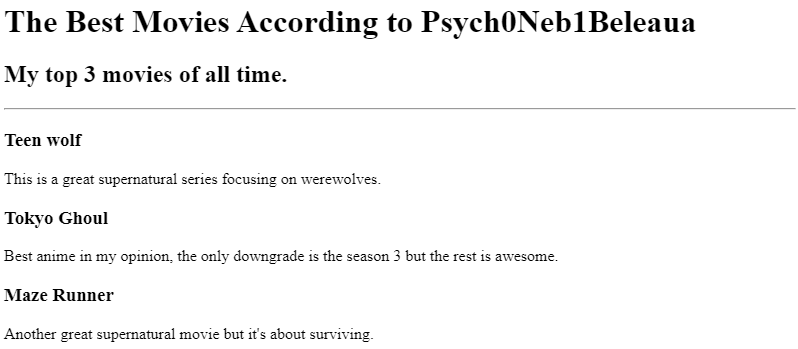 The Best Movies According to Psych0Neb1Beleaua
My top 3 movies of all time.
Teen wolf
This is a great supernatural series focusing on werewolves.
Tokyo Ghoul
Best anime in my opinion, the only downgrade is the season 3 but the rest is awesome.
Maze Runner
Another great supernatural movie but it's about surviving.